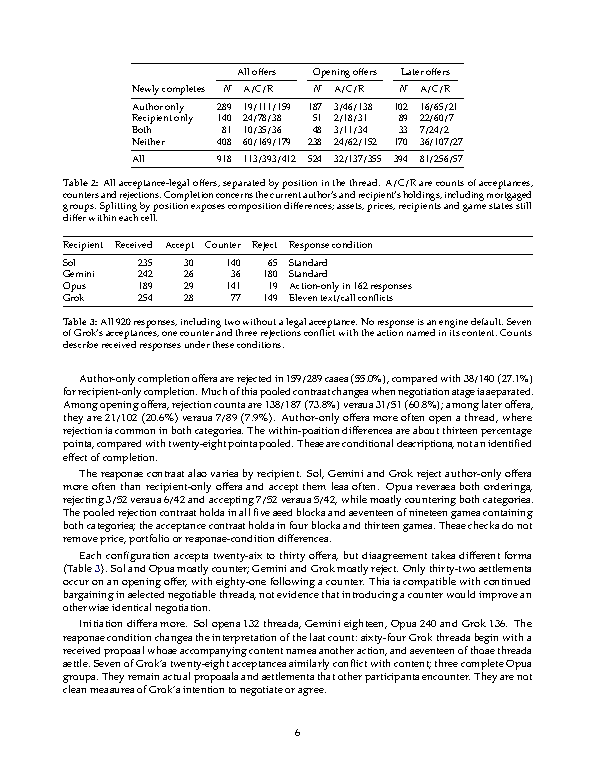 All offers Opening offers Later offers
Newly completes N A/C/R N A/C/R N A/C/R
Author only 289 19/111/159 187 3/46/138 102 16/65/21
Recipient only 140 24/78/38 51 2/18/31 89 22/60/7
Both 81 10/35/36 48 3/11/34 33 7/24/2
Neither 408 60/169/179 238 24/62/152 170 36/107/27
All 918 113/393/412 524 32/137/355 394 81/256/57
Table 2: All acceptance-legal offers, separated by position in the thread. A/C/R are counts of acceptances,
counters and rejections. Completion concerns the current author's and recipient's holdings, including mortgaged
groups. Splitting by position exposes composition differences; assets, prices, recipients and game states still
differ within each cell.
Recipient Received Accept Counter Reject Response condition
Sol 235 30 140 65 Standard
Gemini 242 26 36 180 Standard
Opus 189 29 141 19 Action-only in 162 responses
Grok 254 28 77 149 Eleven text/call conflicts
Table 3: All 920 responses, including two without a legal acceptance. No response is an engine default. Seven
of Grok's acceptances, one counter and three rejections conflict with the action named in its content. Counts
describe received responses under these conditions.
Author-only completion offers are rejected in 159/289 cases (55.0%), compared with 38/140 (27.1%)
for recipient-only completion. Much of this pooled contrast changes when negotiation stage is separated.
Among opening offers, rejection counts are 138/187 (73.8%) versus 31/51 (60.8%); among later offers,
they are 21/102 (20.6%) versus 7/89 (7.9%). Author-only offers more often open a thread, where
rejection is common in both categories. The within-position differences are about thirteen percentage
points, compared with twenty-eight points pooled. These are conditional descriptions, not an identified
effect of completion.
The response contrast also varies by recipient. Sol, Gemini and Grok reject author-only offers
more often than recipient-only offers and accept them less often. Opus reverses both orderings,
rejecting 3/52 versus 6/42 and accepting 7/52 versus 5/42, while mostly countering both categories.
The pooled rejection contrast holds in all five seed blocks and seventeen of nineteen games containing
both categories; the acceptance contrast holds in four blocks and thirteen games. These checks do not
remove price, portfolio or response-condition differences.
Each configuration accepts twenty-six to thirty offers, but disagreement takes different forms
(Table 3). Sol and Opus mostly counter; Gemini and Grok mostly reject. Only thirty-two settlements
occur on an opening offer, with eighty-one following a counter. This is compatible with continued
bargaining in selected negotiable threads, not evidence that introducing a counter would improve an
otherwise identical negotiation.
Initiation differs more. Sol opens 132 threads, Gemini eighteen, Opus 240 and Grok 136. The
response condition changes the interpretation of the last count: sixty-four Grok threads begin with a
received proposal whose accompanying content names another action, and seventeen of those threads
settle. Seven of Grok's twenty-eight acceptances similarly conflict with content; three complete Opus
groups. They remain actual proposals and settlements that other participants encounter. They are not
clean measures of Grok's intention to negotiate or agree.
6